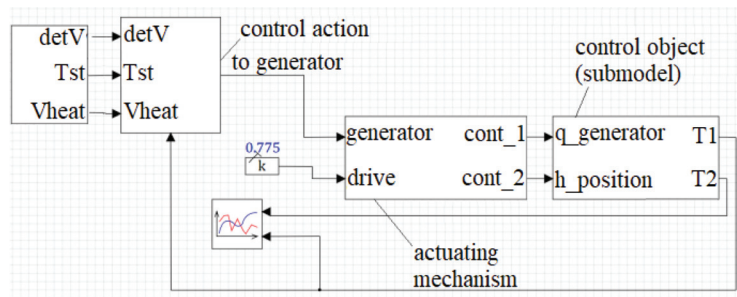 detV
Tst
Vheat
detV
Tst
Vheat
control action
to generator
control object
(submodel)
0,775
k
generator
drive
cont_1
cont_2
q_generator
h_position
T1
T2
actuating
mechanism